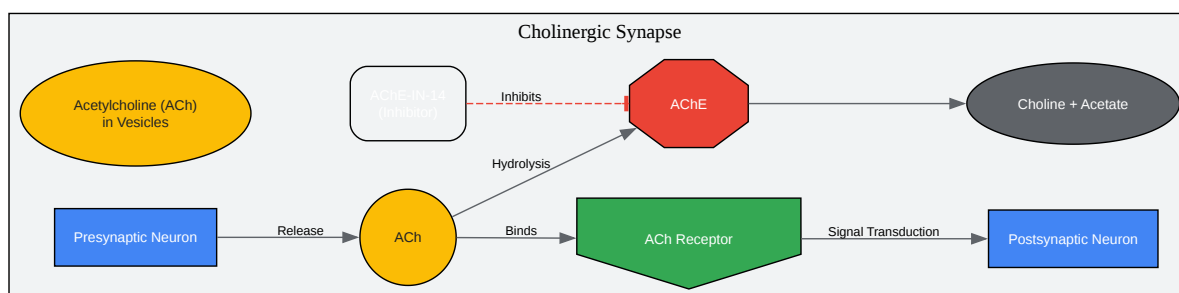 Cholinergic Synapse
Acetylcholine (ACh)
in Vesicles
AChE-IN-14
(Inhibitor)
Inhibits
AChE
Choline + Acetate
Hydrolysis
Presynaptic Neuron
Release
ACh
Binds
ACh Receptor
Signal Transduction
Postsynaptic Neuron